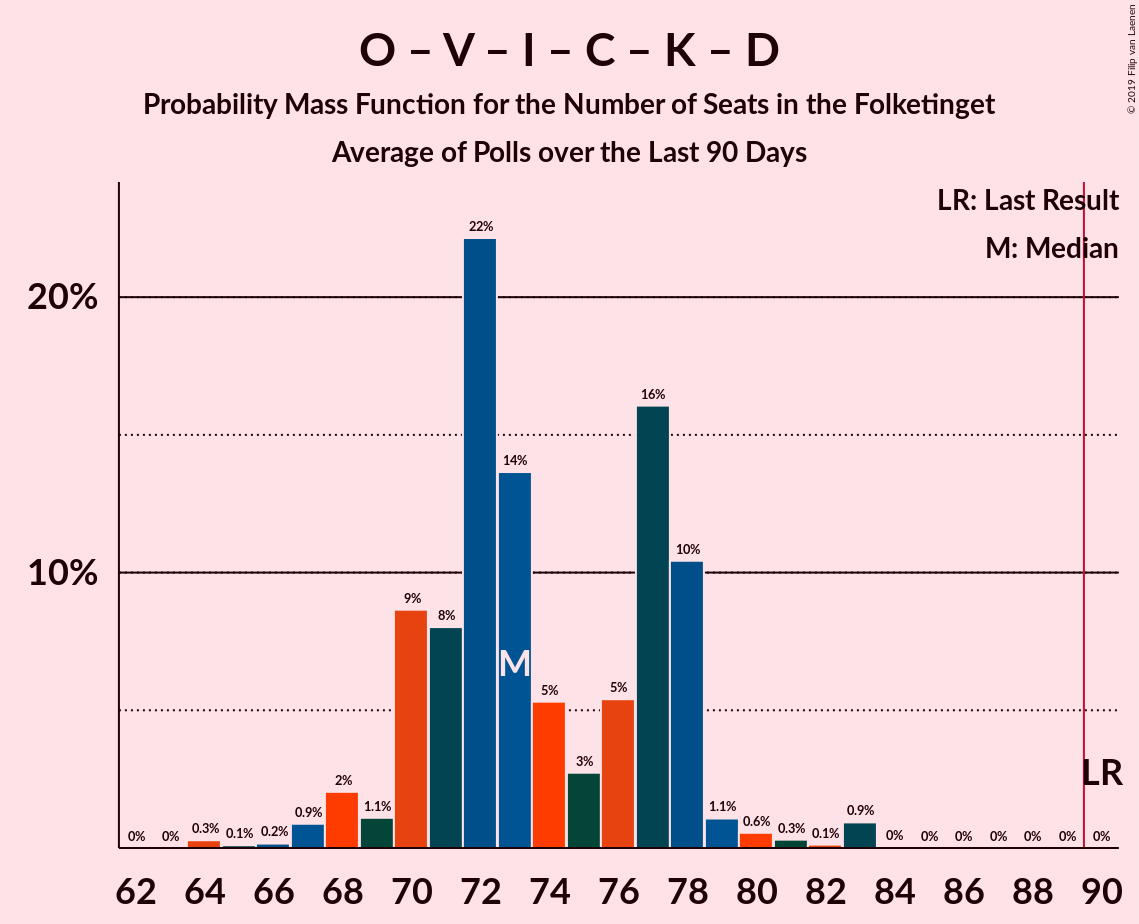 O – V – I – C – K – D
Probability Mass Function for the Number of Seats in the Folketinget
Average of Polls over the Last 90 Days
© 2019 Filip van Laenen
LR: Last Result
M: Median
20%
10%
0% 0% 0.3% 0.1% 0.2% 0.9% 2% 1.1% 9% 8% 22% 14% 5% 3% 5% 16% 10% 1.1% 0.6% 0.3% 0.1% 0.9% 0% 0% 0% 0% 0% 0% 0%
M
LR
62 64 66 68 70 72 74 76 78 80 82 84 86 88 90